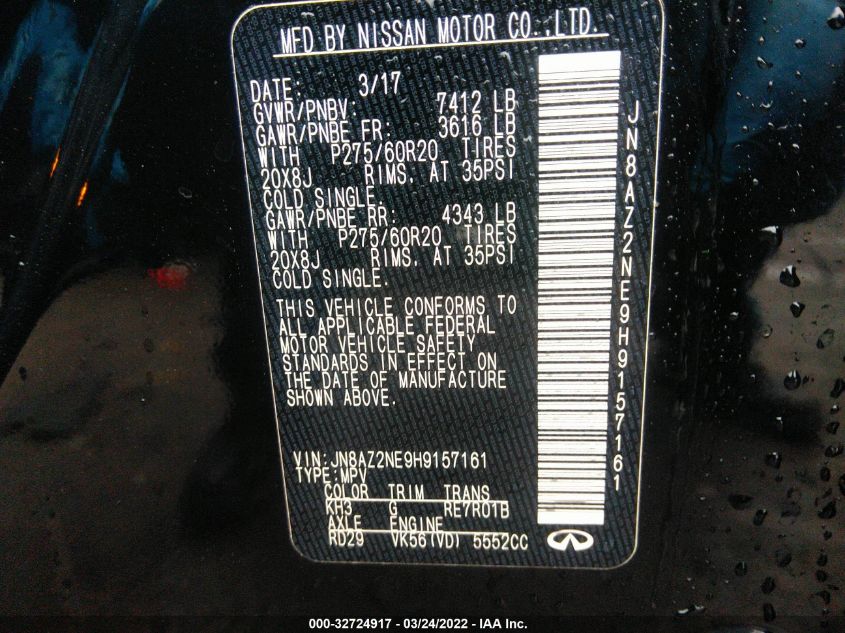 MFD BY NISSAN MOTOR CO.,LTD.
DATE: 3/17
GVWR/PNBV: 7412 LB
GAWR/PNBE FR: 3616 LB
WITH P275/60R20 TIRES
20X8J RIMS. AT 35PSI
COLD SINGLE.
GAWR/PNBE RR: 4343 LB
WITH P275/60R20 TIRES
20X8J RIMS. AT 35PSI
COLD SINGLE.
THIS VEHICLE CONFORMS TO
ALL APPLICABLE FEDERAL
MOTOR VEHICLE SAFETY
STANDARDS IN EFFECT ON
THE DATE OF MANUFACTURE
SHOWN ABOVE.
VIN:JN8AZ2NE9H9157161
TYPE:MPV
COLOR TRIM TRANS
KH3 G RE7R01B
AXLE ENGINE
RD29 VK56(VD) 5552CC
JN8AZ2NE9H9157161
000-32724917 - 03/24/2022 - IAA Inc.